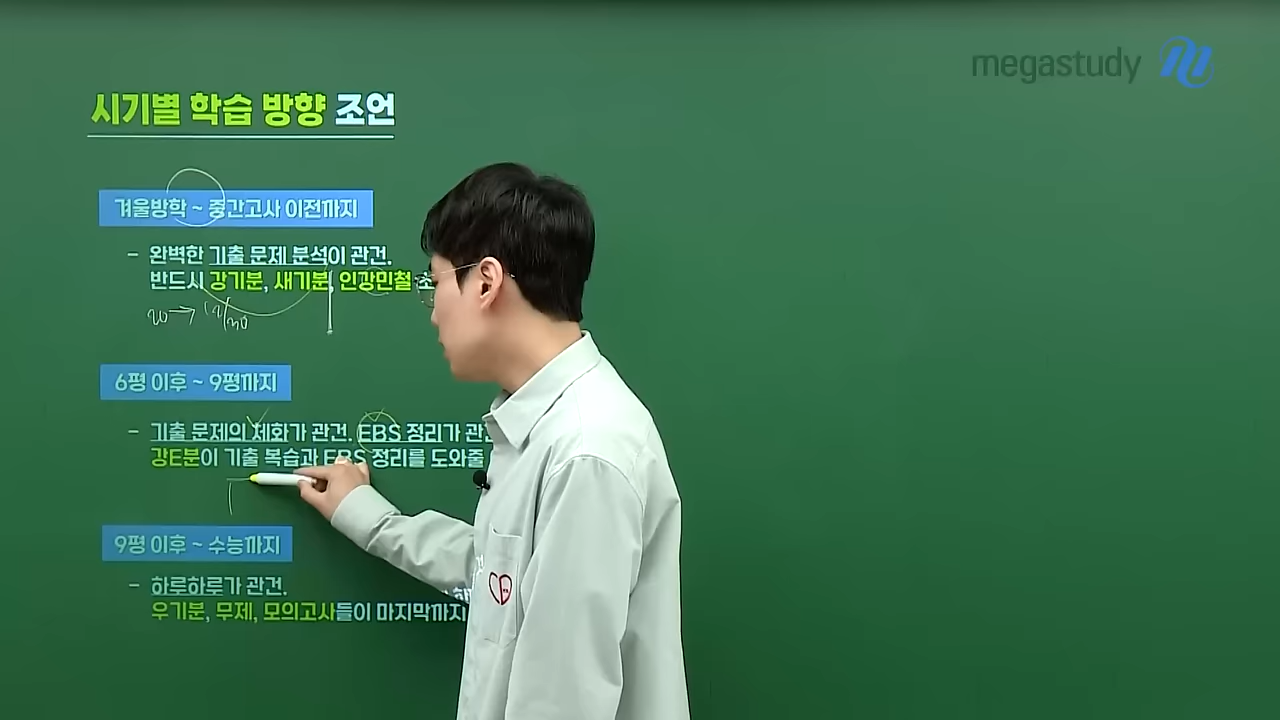 megastudy
시기별 학습 방향 조언
겨울방학 ~ 중간고사 이전까지
- 완벽한 기출 문제 분석이 관건.
반드시 강기분, 새기분, 인강민철
20 → 12/30
6평 이후 ~ 9평까지
- 기출 문제의 체화가 관건. EBS 정리가
강E분이 기출 복습과 EBS 정리를 도와줄
9평 이후 ~ 수능까지
- 하루하루가 관건.
우기분, 무제, 모의고사들이 마지막까지